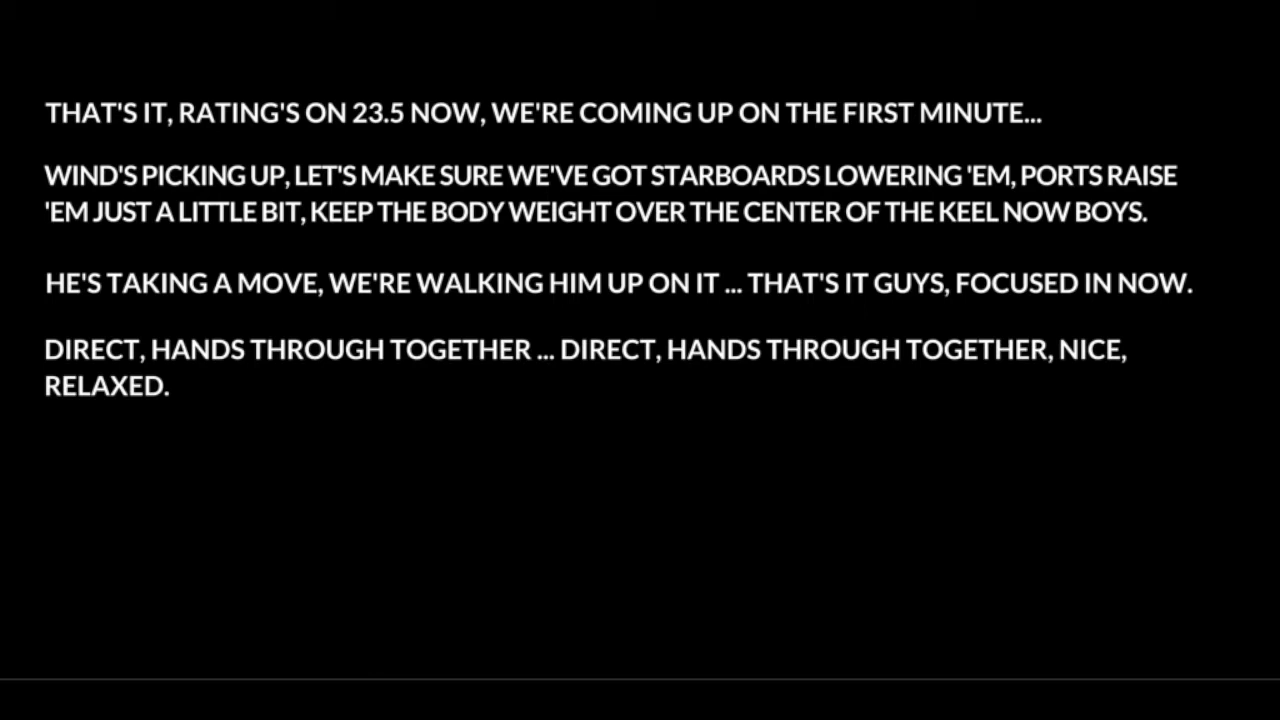 THAT'S IT, RATING'S ON 23.5 NOW, WE'RE COMING UP ON THE FIRST MINUTE...
WIND'S PICKING UP, LET'S MAKE SURE WE'VE GOT STARBOARDS LOWERING 'EM, PORTS RAISE
'EM JUST A LITTLE BIT, KEEP THE BODY WEIGHT OVER THE CENTER OF THE KEEL NOW BOYS.
HE'S TAKING A MOVE, WE'RE WALKING HIM UP ON IT ... THAT'S IT GUYS, FOCUSED IN NOW.
DIRECT, HANDS THROUGH TOGETHER ... DIRECT, HANDS THROUGH TOGETHER, NICE,
RELAXED.